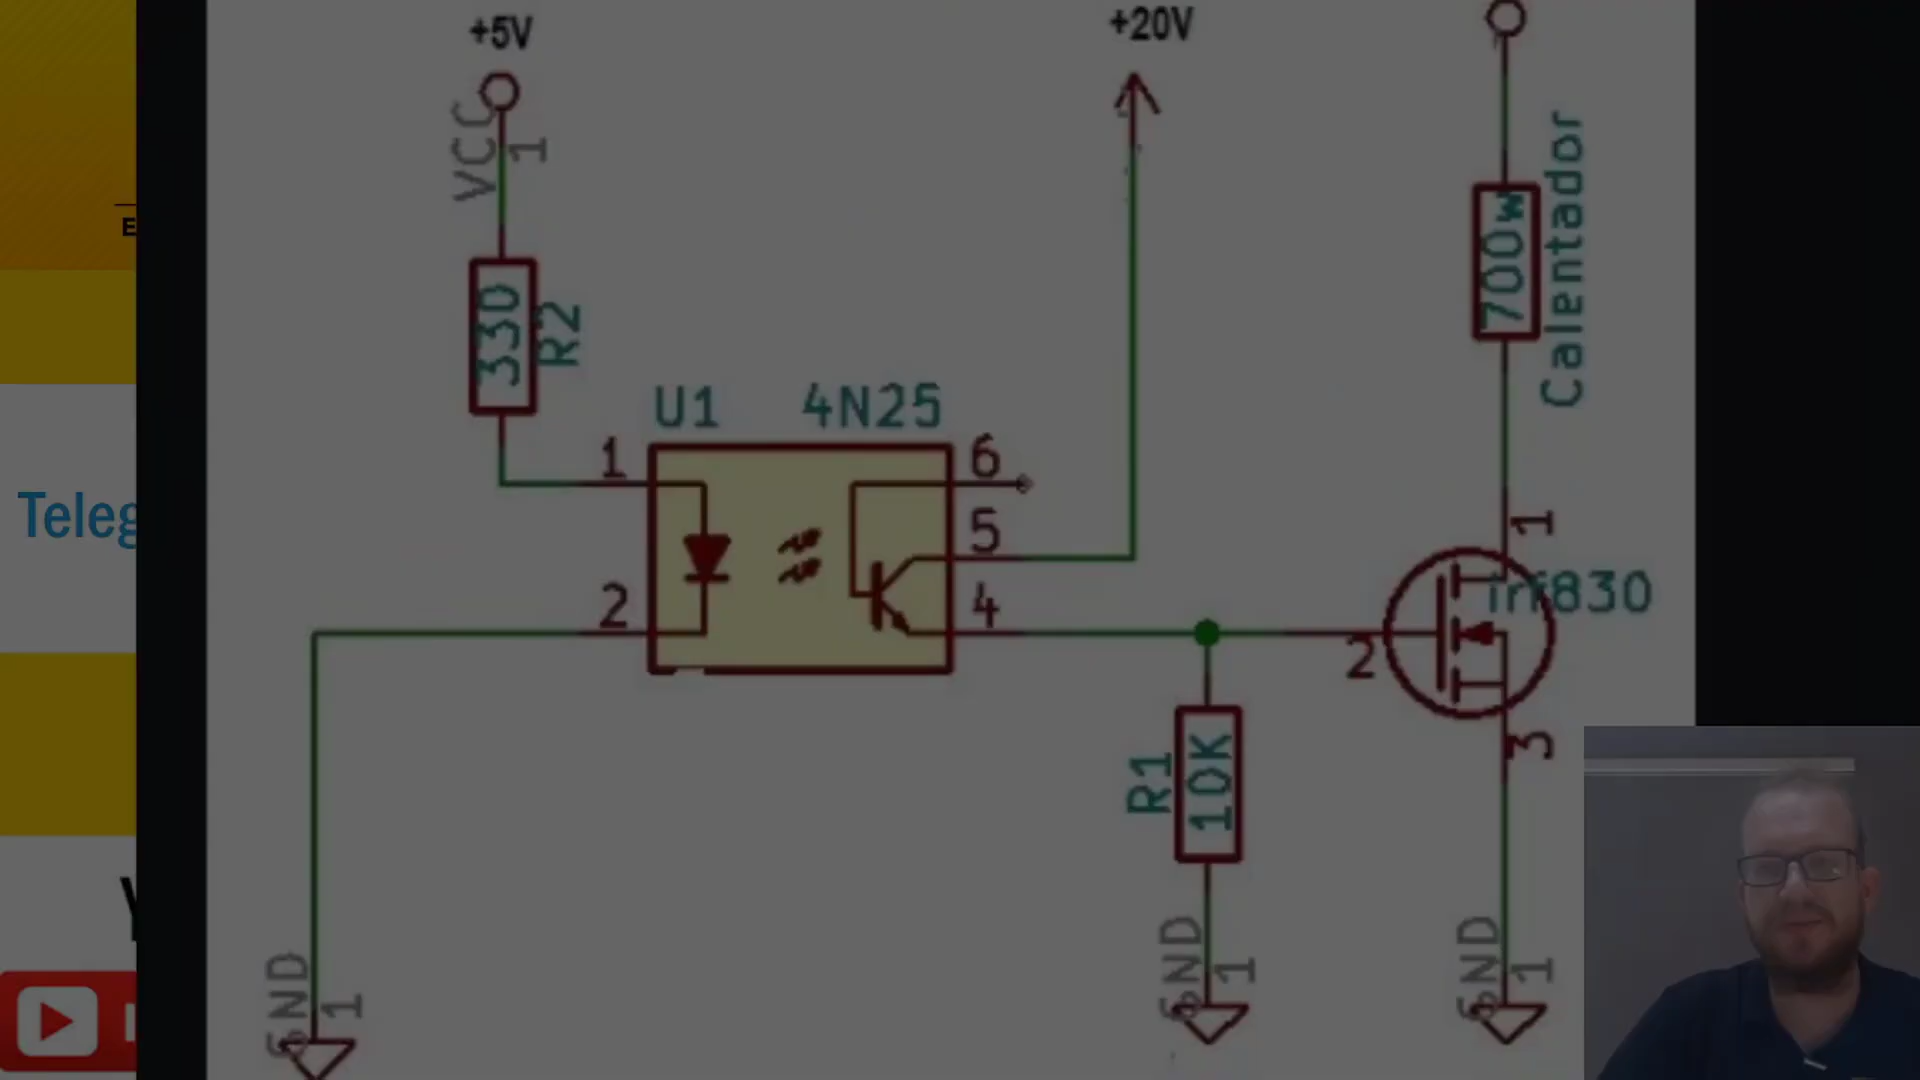 +5V
+20V
VCC
1
330
R2
700w
Calentador
U1
4N25
1
6
5
2
4
1
irf830
2
3
R1
10K
GND
1
GND
1
GND
1
E
Teleg